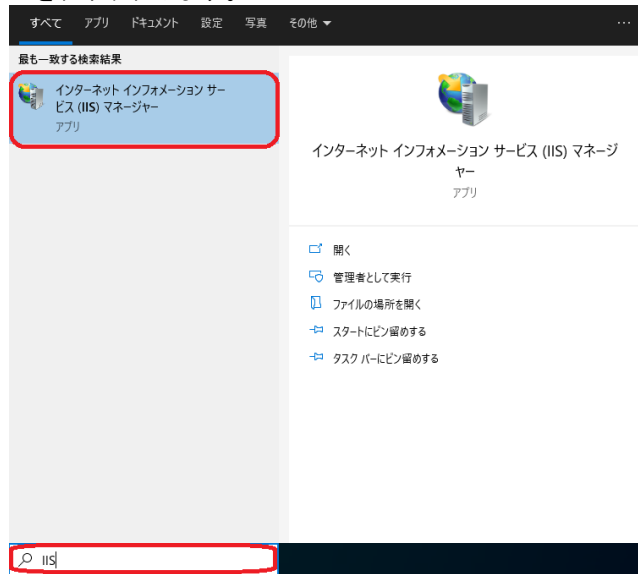 すべて アプリ ドキュメント 設定 写真 その他 ▼ ...
最も一致する検索結果
インターネット インフォメーション サー
ビス (IIS) マネージャー
アプリ
インターネット インフォメーション サービス (IIS) マネージ
ャー
アプリ
開く
管理者として実行
ファイルの場所を開く
スタートにピン留めする
タスク バーにピン留めする
IIS